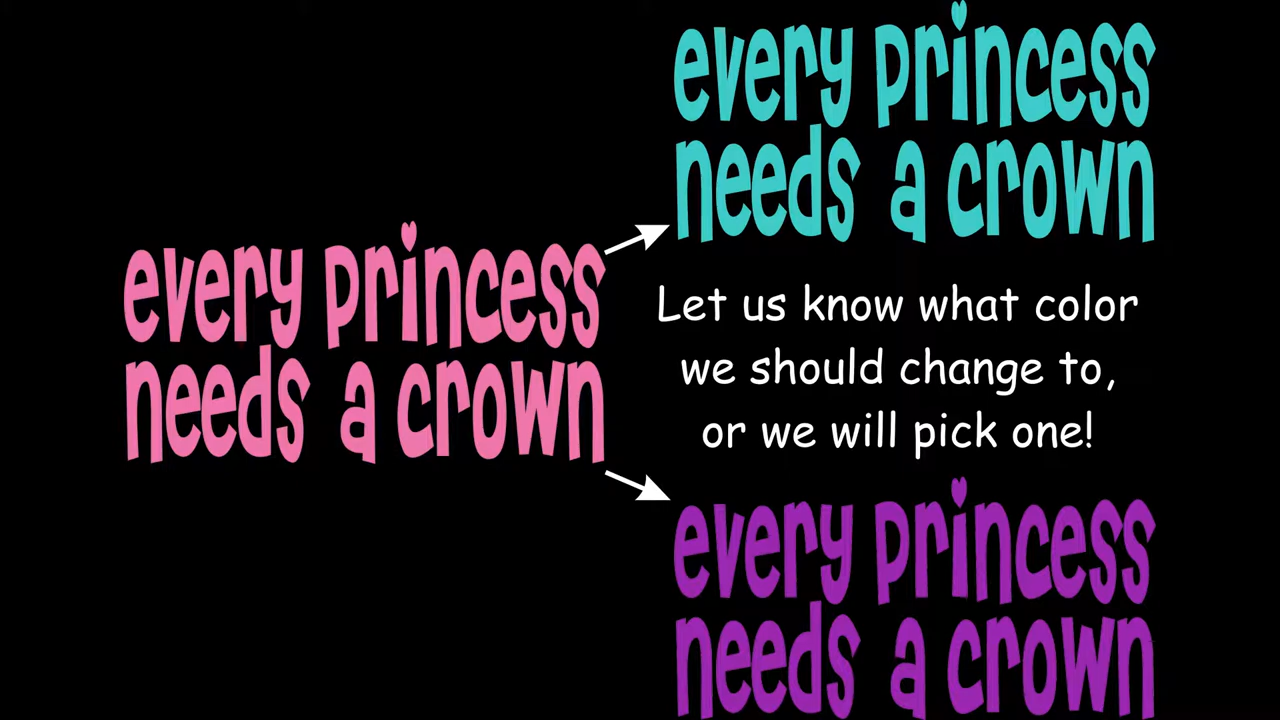 every princess
needs a crown
every princess
needs a crown
Let us know what color
we should change to,
or we will pick one!
every princess
needs a crown